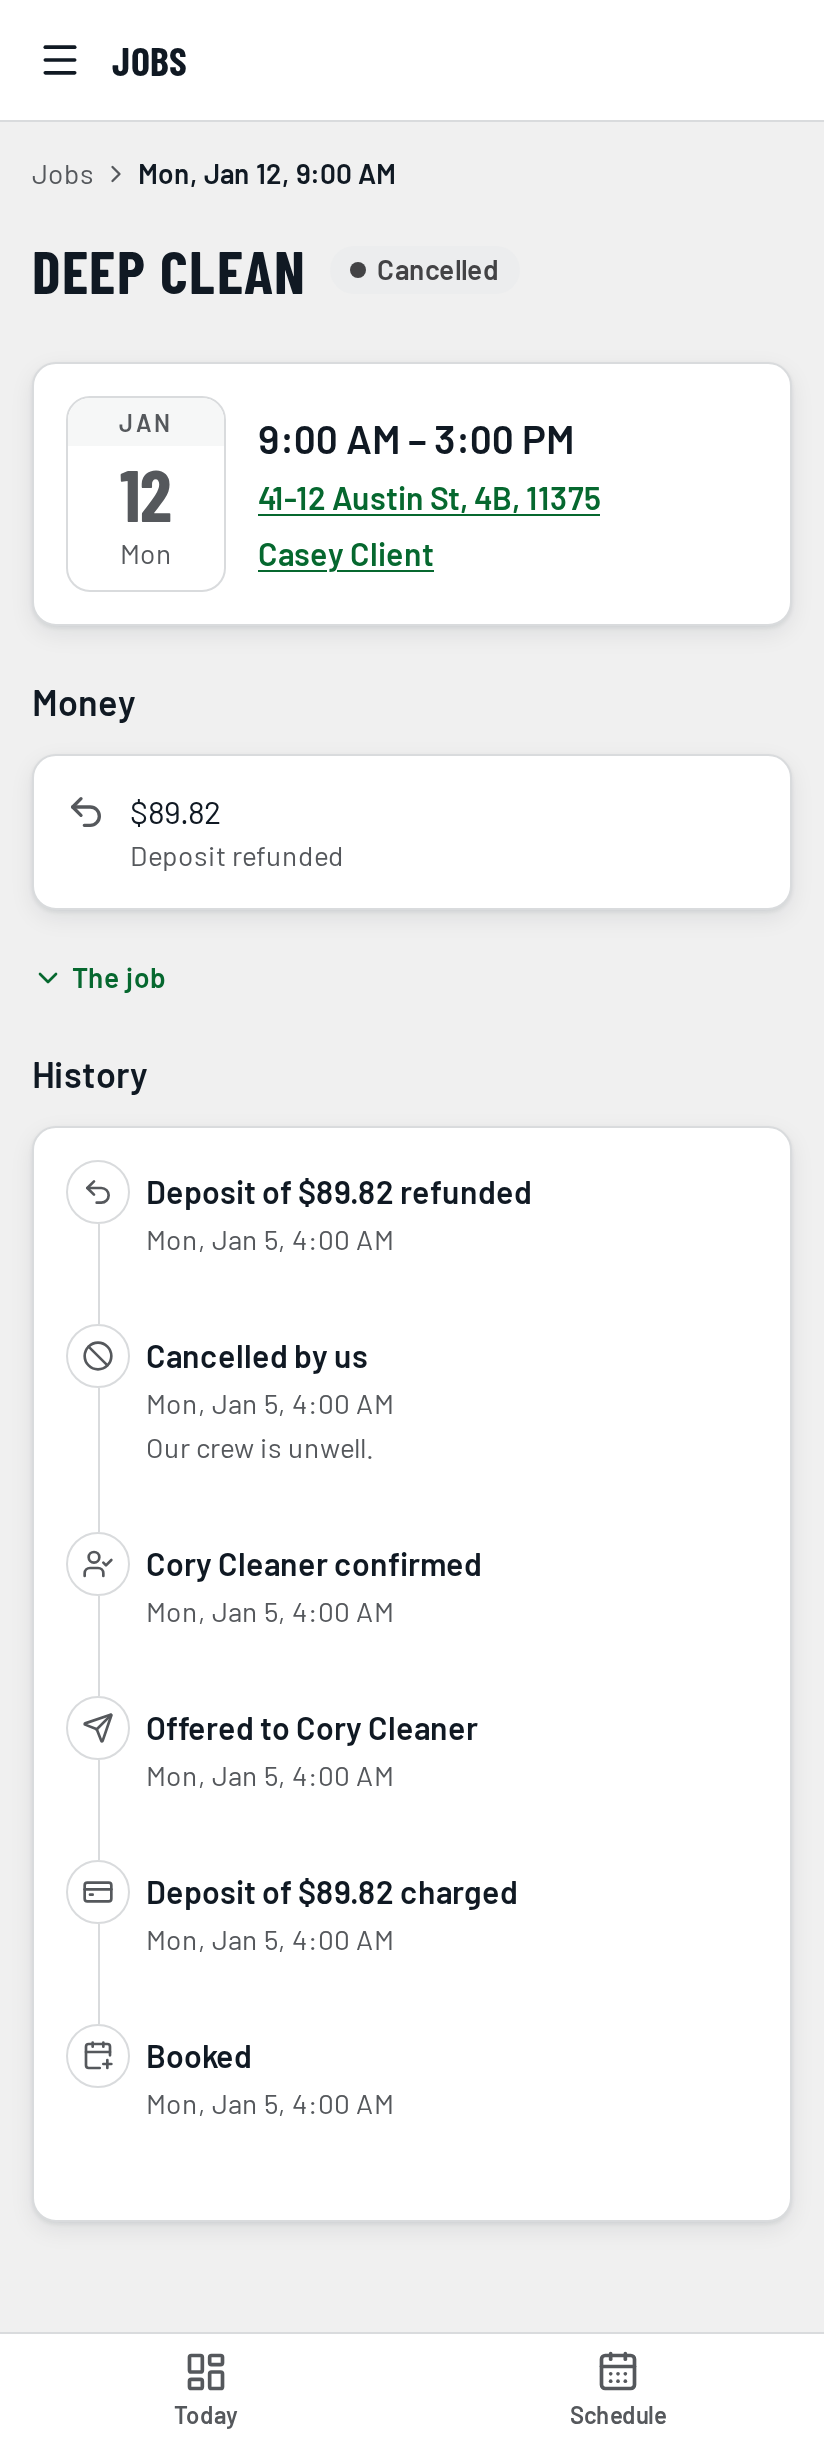 JOBS
Jobs > Mon, Jan 12, 9:00 AM
DEEP CLEAN
Cancelled
JAN
12
Mon
9:00 AM – 3:00 PM
41-12 Austin St, 4B, 11375
Casey Client
Money
$89.82
Deposit refunded
The job
History
Deposit of $89.82 refunded
Mon, Jan 5, 4:00 AM
Cancelled by us
Mon, Jan 5, 4:00 AM
Our crew is unwell.
Cory Cleaner confirmed
Mon, Jan 5, 4:00 AM
Offered to Cory Cleaner
Mon, Jan 5, 4:00 AM
Deposit of $89.82 charged
Mon, Jan 5, 4:00 AM
Booked
Mon, Jan 5, 4:00 AM
Today
Schedule